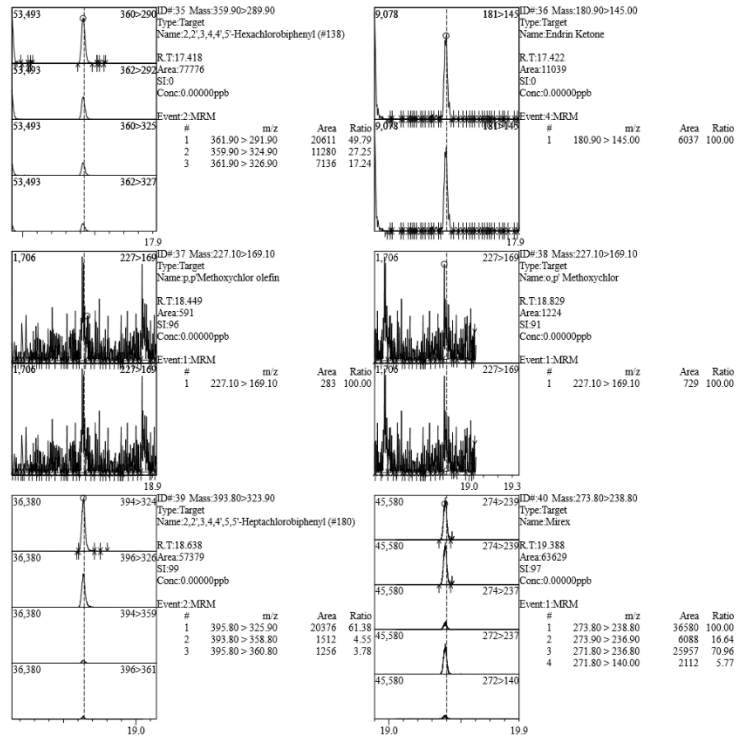 53,493 360>290
53,493 362>292
53,493 360>325
53,493 362>327
17.9
ID#:35 Mass:359.90>289.90
Type:Target
Name:2,2',3,4,4',5'-Hexachlorobiphenyl (#138)
R.T:17.418
Area:77776
SI:0
Conc:0.00000ppb
Event:2:MRM
# m/z Area Ratio
1 361.90 > 291.90 20611 49.79
2 359.90 > 324.90 11280 27.25
3 361.90 > 326.90 7136 17.24
9,078 181>145
9,078 181>145
17.9
ID#:36 Mass:180.90>145.00
Type:Target
Name:Endrin Ketone
R.T:17.422
Area:11039
SI:0
Conc:0.00000ppb
Event:4:MRM
# m/z Area Ratio
1 180.90 > 145.00 6037 100.00
1,706 227>169
1,706 227>169
18.9
ID#:37 Mass:227.10>169.10
Type:Target
Name:p,p'Methoxychlor olefin
R.T:18.449
Area:591
SI:96
Conc:0.00000ppb
Event:1:MRM
# m/z Area Ratio
1 227.10 > 169.10 283 100.00
1,706 227>169
1,706 227>169
19.0 19.3
ID#:38 Mass:227.10>169.10
Type:Target
Name:o,p' Methoxychlor
R.T:18.829
Area:1224
SI:91
Conc:0.00000ppb
Event:1:MRM
# m/z Area Ratio
1 227.10 > 169.10 729 100.00
36,380 394>324
36,380 396>326
36,380 394>359
36,380 396>361
19.0
ID#:39 Mass:393.80>323.90
Type:Target
Name:2,2',3,4,4',5,5'-Heptachlorobiphenyl (#180)
R.T:18.638
Area:57379
SI:99
Conc:0.00000ppb
Event:2:MRM
# m/z Area Ratio
1 395.80 > 325.90 20376 61.38
2 393.80 > 358.80 1512 4.55
3 395.80 > 360.80 1256 3.78
45,580 274>239
45,580 274>239
45,580 274>237
45,580 272>237
45,580 272>140
19.0 19.9
ID#:40 Mass:273.80>238.80
Type:Target
Name:Mirex
R.T:19.388
Area:63629
SI:97
Conc:0.00000ppb
Event:1:MRM
# m/z Area Ratio
1 273.80 > 238.80 36580 100.00
2 273.90 > 236.90 6088 16.64
3 271.80 > 236.80 25957 70.96
4 271.80 > 140.00 2112 5.77